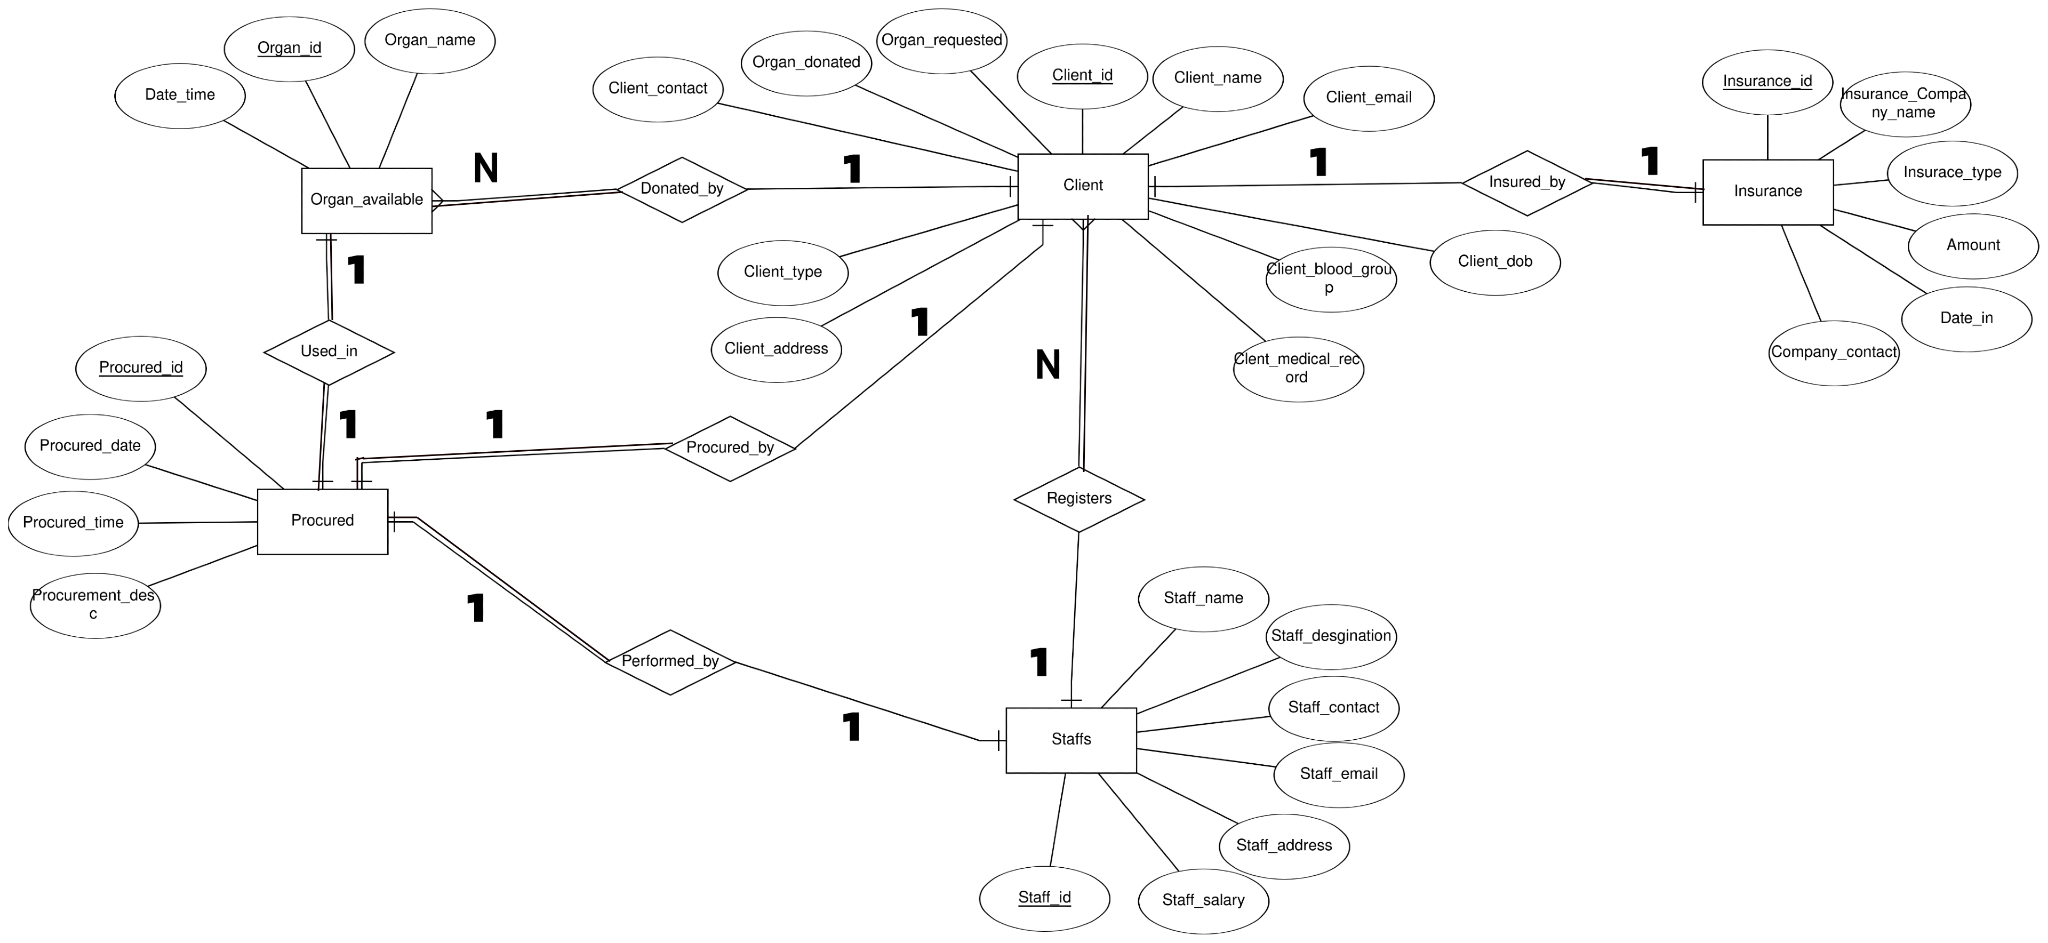 Organ_id
Organ_name
Date_time
Organ_available
N
Donated_by
1
Client_contact
Organ_donated
Organ_requested
Client_id
Client_name
Client_email
Client
1
Insured_by
1
Insurance_id
Insurance_Compa
ny_name
Insurace_type
Insurance
Amount
Date_in
Company_contact
Client_type
Client_address
Client_blood_grou
p
Client_dob
Clent_medical_rec
ord
1
Used_in
1
1
Procured_by
1
N
Registers
1
Procured_id
Procured_date
Procured_time
Procurement_des
c
Procured
1
Performed_by
1
Staffs
Staff_name
Staff_desgination
Staff_contact
Staff_email
Staff_address
Staff_salary
Staff_id